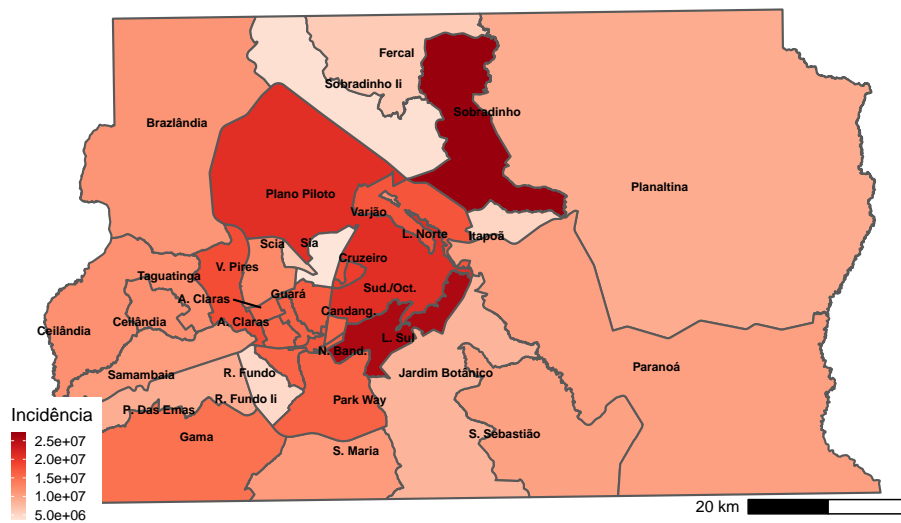 Fercal
Sobradinho Ii
Sobradinho
Brazlândia
Planaltina
Plano Piloto
Varjão
L. Norte
Itapoã
Scia
Sia
Cruzeiro
V. Pires
Taguatinga
Sud./Oct.
Guará
A. Claras
Candang.
Ceilândia
Ceilândia
A. Claras
L. Sul
N. Band.
Samambaia
R. Fundo
Jardim Botânico
Paranoá
R. Fundo Ii
Park Way
P. Das Emas
Gama
S. Sebastião
S. Maria
Incidência
2.5e+07
2.0e+07
1.5e+07
1.0e+07
5.0e+06
20 km